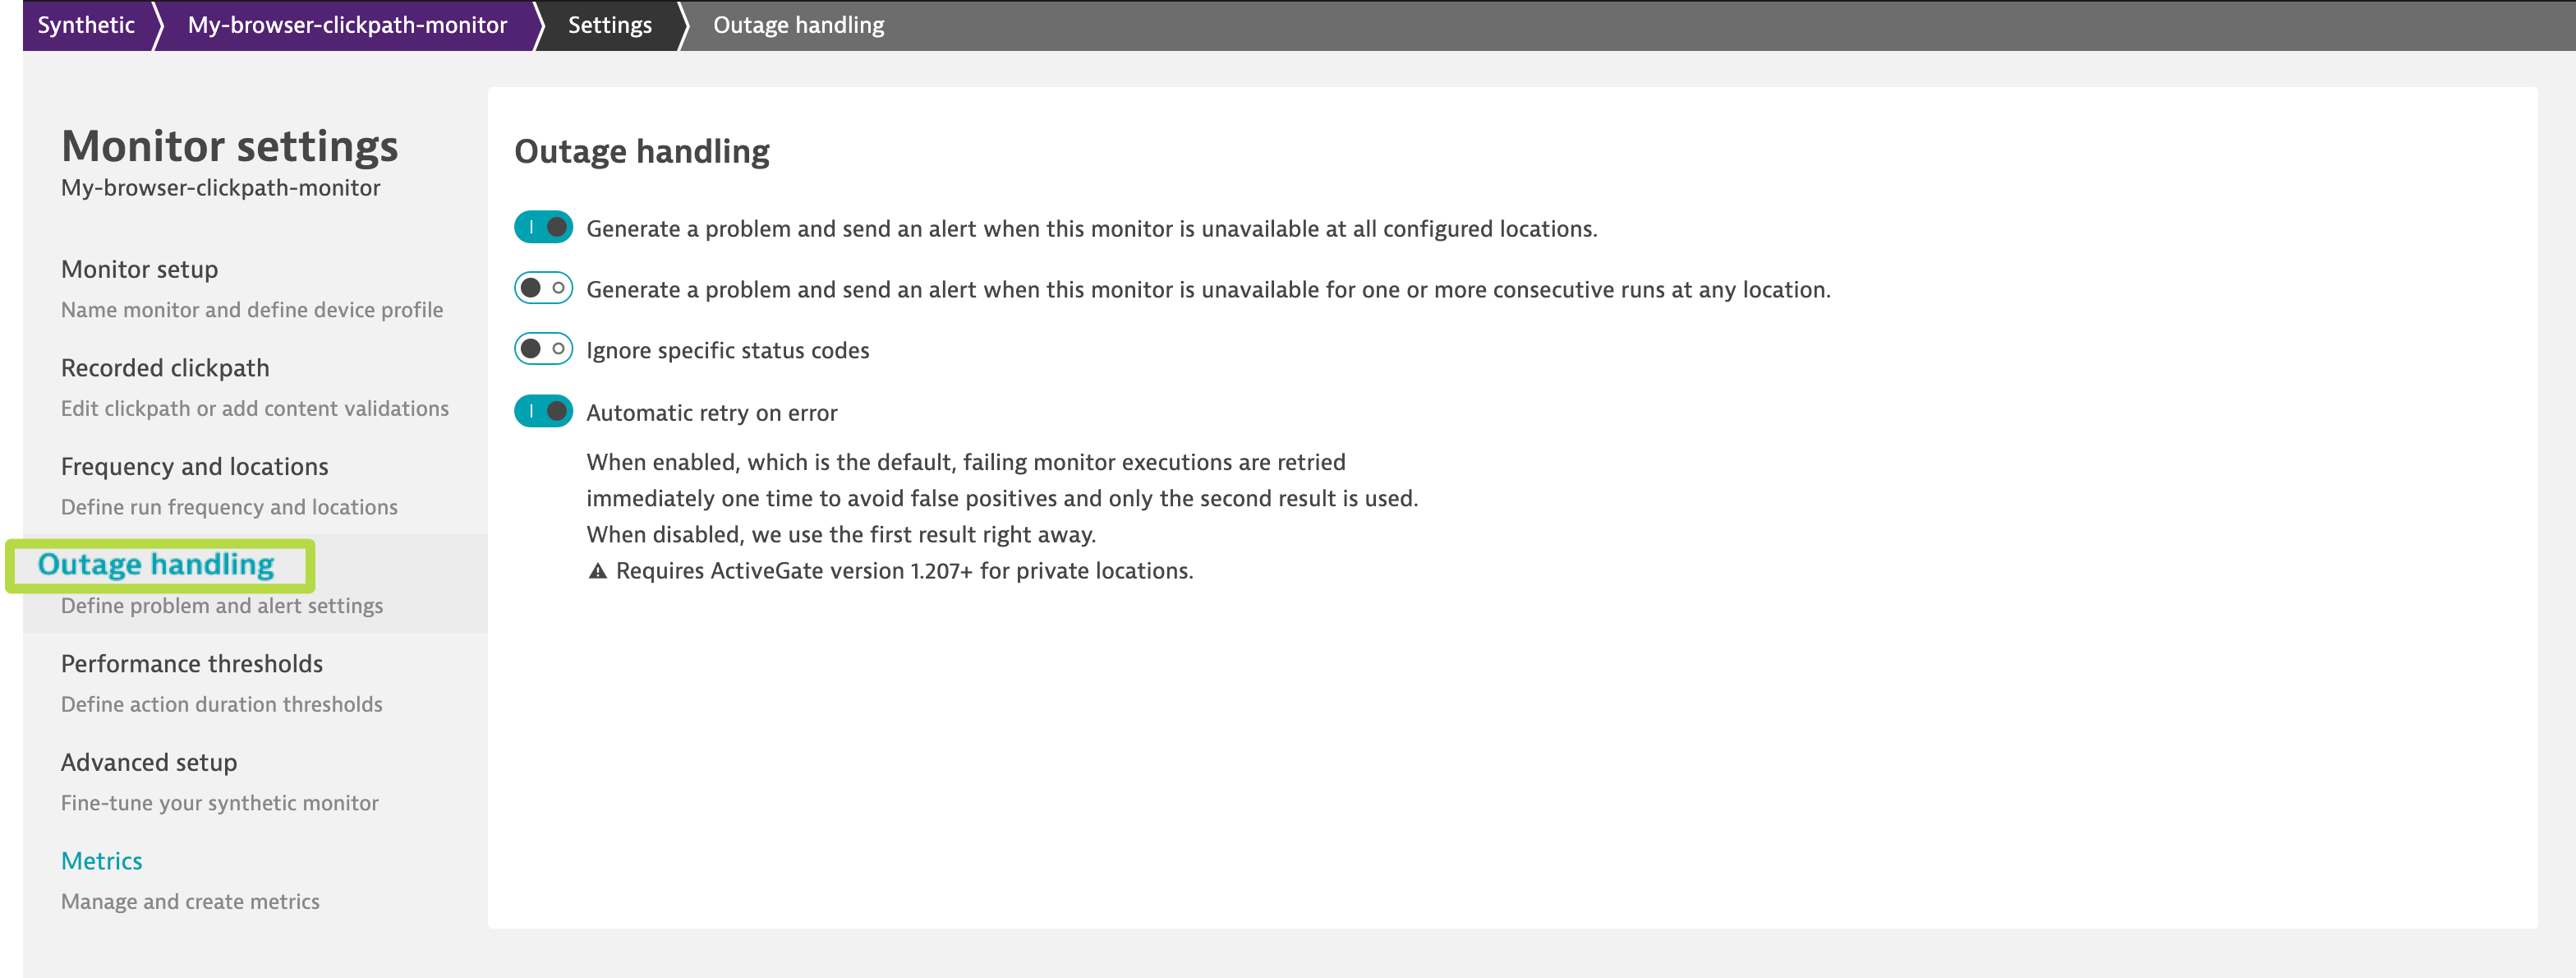 Synthetic
My-browser-clickpath-monitor
Settings
Outage handling
Monitor settings
My-browser-clickpath-monitor
Monitor setup
Name monitor and define device profile
Recorded clickpath
Edit clickpath or add content validations
Frequency and locations
Define run frequency and locations
Outage handling
Define problem and alert settings
Performance thresholds
Define action duration thresholds
Advanced setup
Fine-tune your synthetic monitor
Metrics
Manage and create metrics
Outage handling
Generate a problem and send an alert when this monitor is unavailable at all configured locations.
Generate a problem and send an alert when this monitor is unavailable for one or more consecutive runs at any location.
Ignore specific status codes
Automatic retry on error
When enabled, which is the default, failing monitor executions are retried
immediately one time to avoid false positives and only the second result is used.
When disabled, we use the first result right away.
Requires ActiveGate version 1.207+ for private locations.